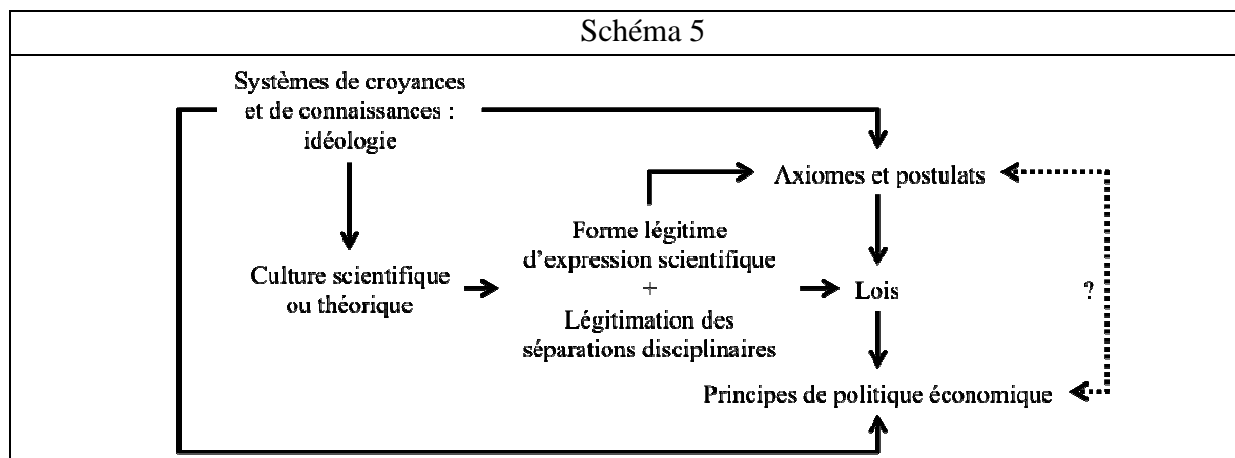 Schéma 5
Systèmes de croyances
et de connaissances :
idéologie
Axiomes et postulats
Forme légitime
d’expression scientifique
+
Légitimation des
séparations disciplinaires
Culture scientifique
ou théorique
Lois
?
Principes de politique économique